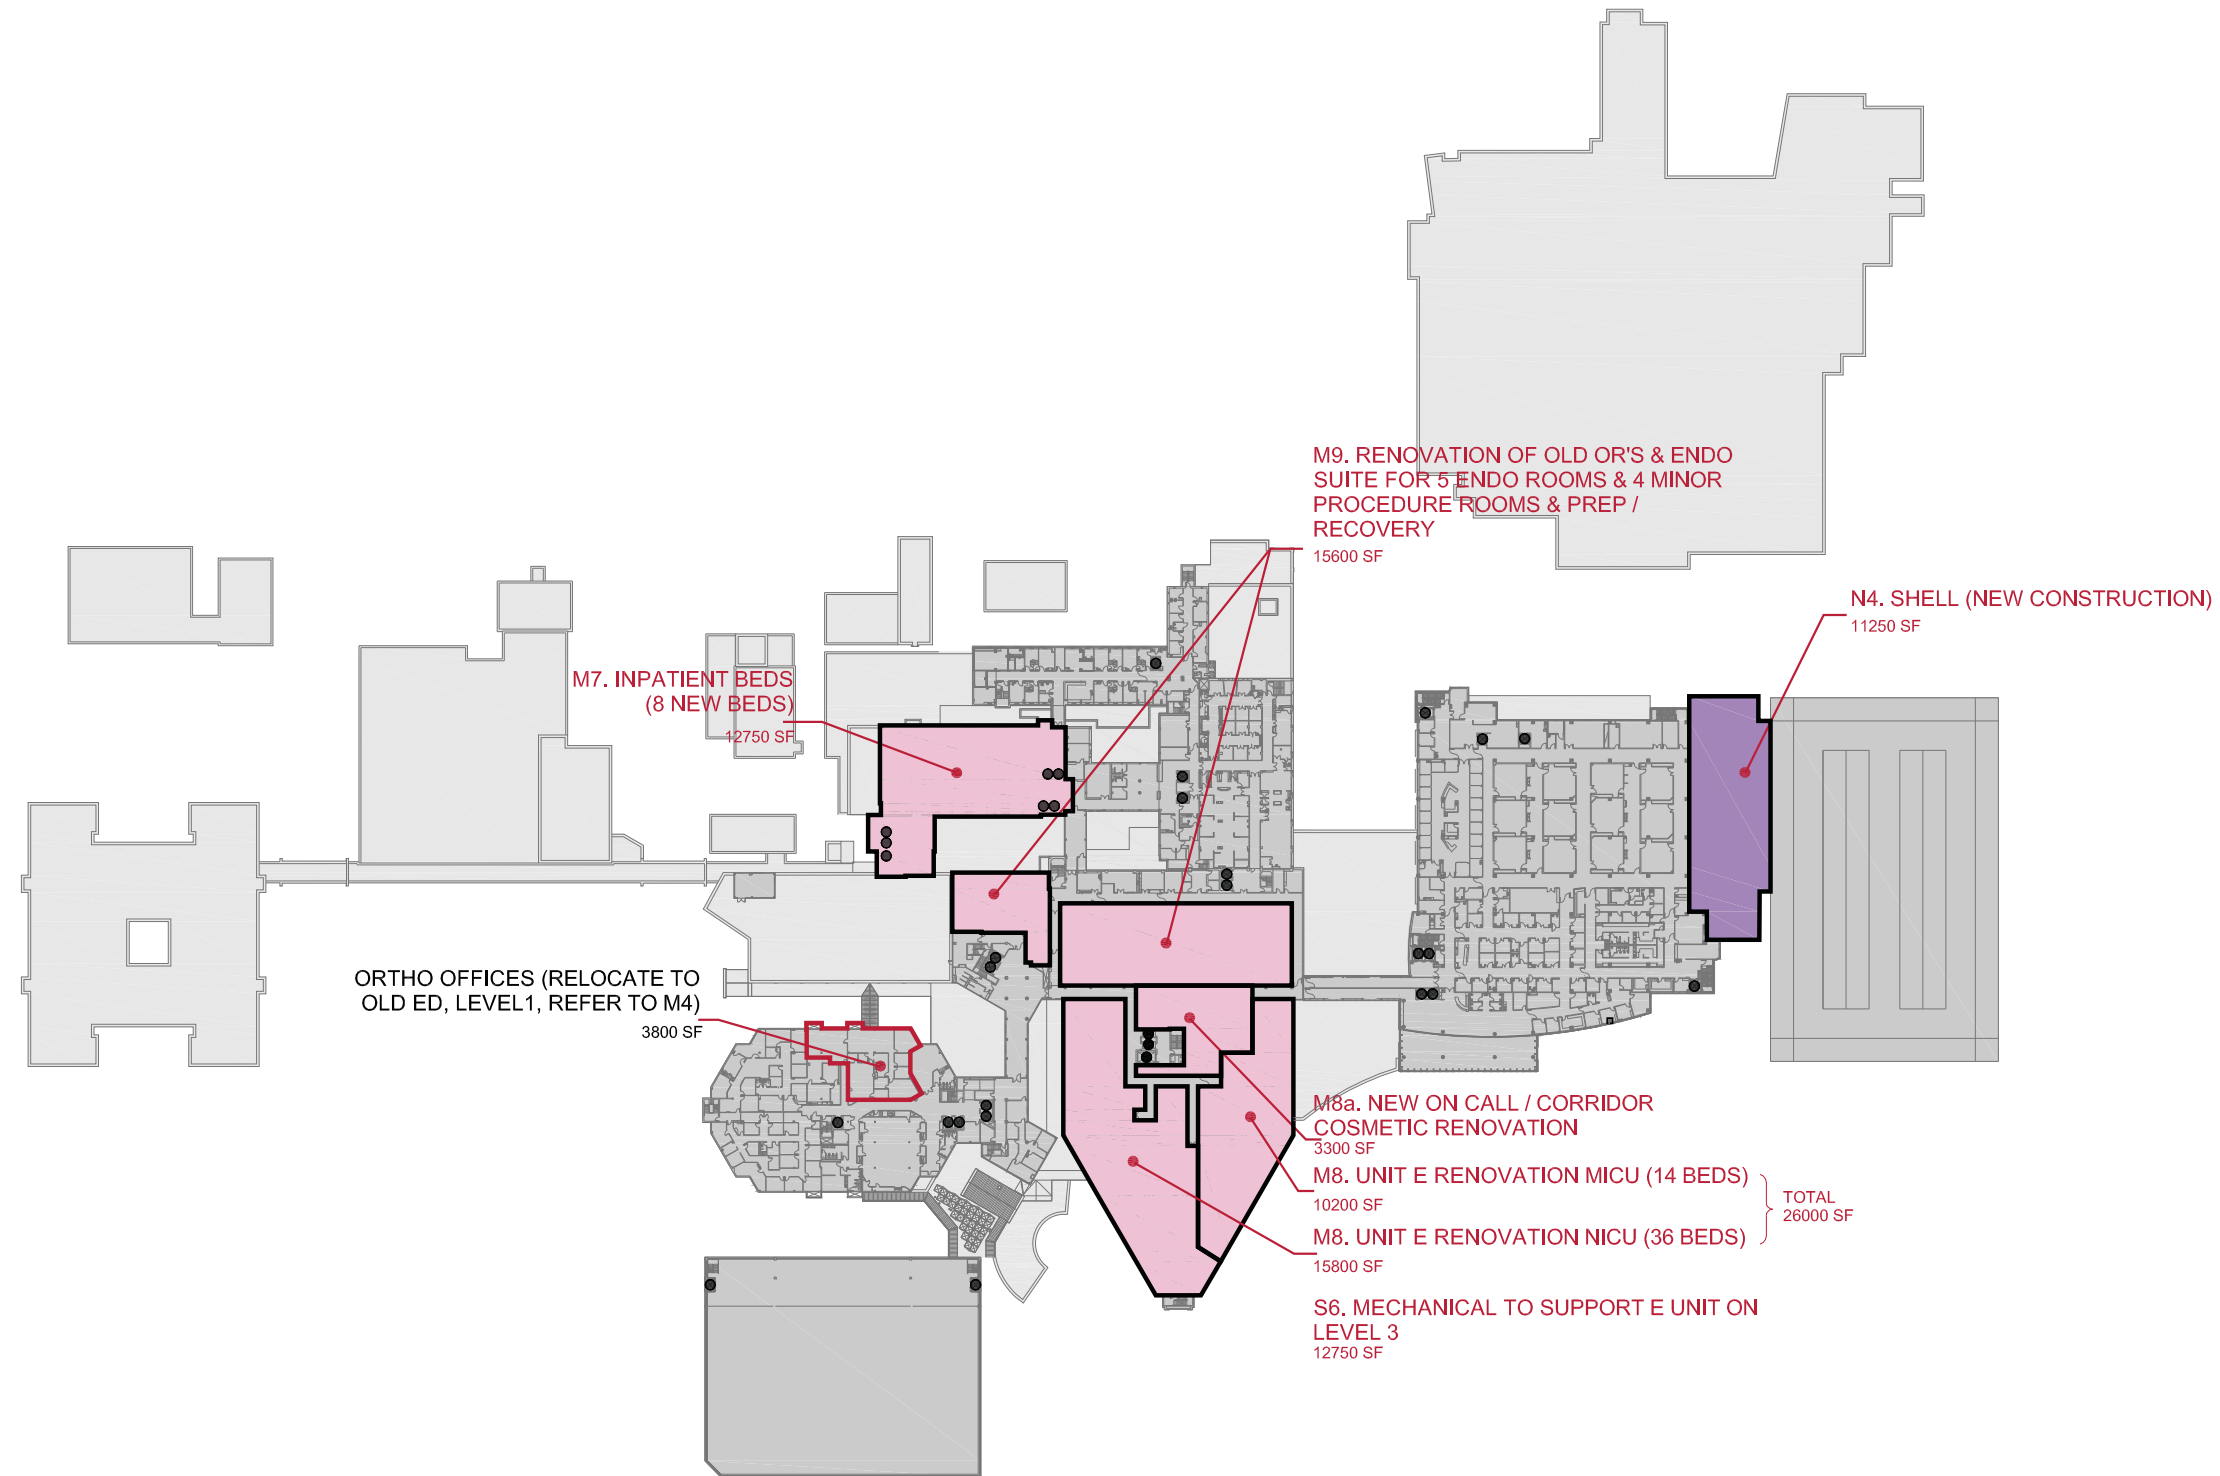 M9. RENOVATION OF OLD OR'S & ENDO
SUITE FOR 5 ENDO ROOMS & 4 MINOR
PROCEDURE ROOMS & PREP /
RECOVERY
15600 SF
N4. SHELL (NEW CONSTRUCTION)
11250 SF
M7. INPATIENT BEDS
(8 NEW BEDS)
12750 SF
ORTHO OFFICES (RELOCATE TO
OLD ED, LEVEL1, REFER TO M4)
3800 SF
M8a. NEW ON CALL / CORRIDOR
COSMETIC RENOVATION
3300 SF
M8. UNIT E RENOVATION MICU (14 BEDS)
10200 SF
M8. UNIT E RENOVATION NICU (36 BEDS)
15800 SF
TOTAL
26000 SF
S6. MECHANICAL TO SUPPORT E UNIT ON
LEVEL 3
12750 SF